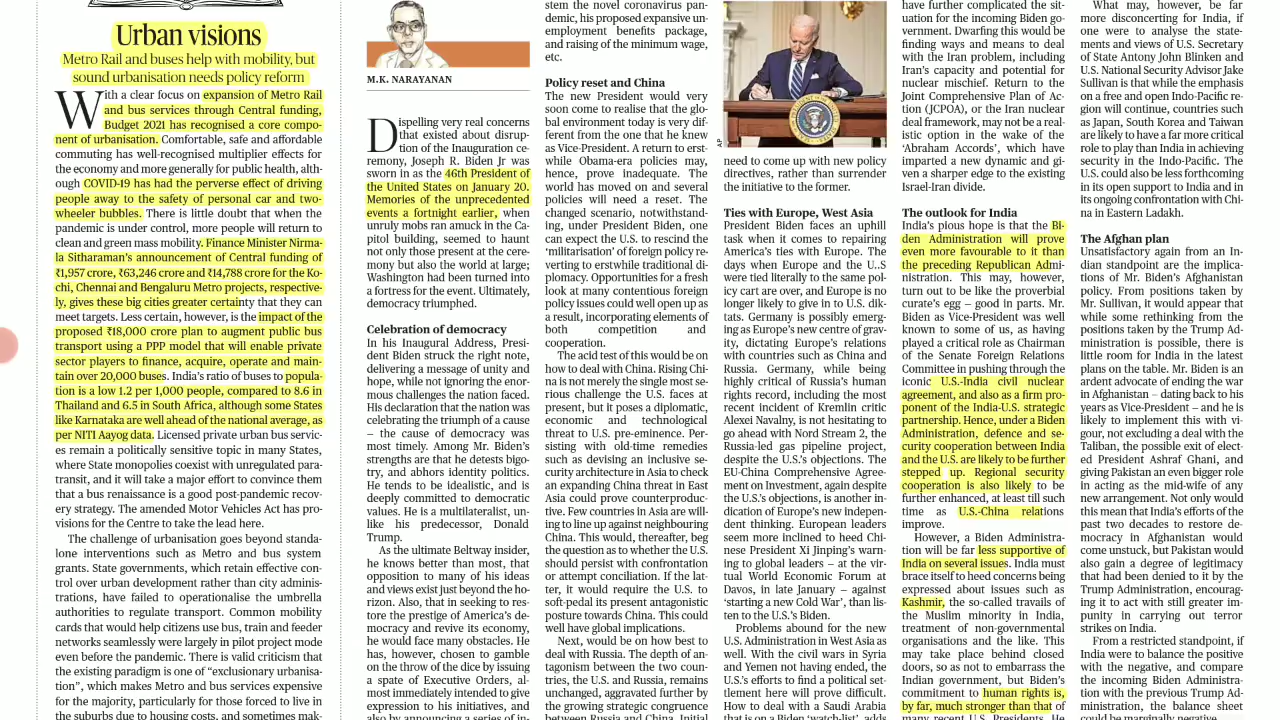 Urban visions
Metro Rail and buses help with mobility, but
sound urbanisation needs policy reform
With a clear focus on expansion of Metro Rail
and bus services through Central funding,
Budget 2021 has recognised a core compo-
nent of urbanisation. Comfortable, safe and affordable
commuting has well-recognised multiplier effects for
the economy and more generally for public health, alth-
ough COVID-19 has had the perverse effect of driving
people away to the safety of personal car and two-
wheeler bubbles. There is little doubt that when the
pandemic is under control, more people will return to
clean and green mass mobility. Finance Minister Nirma-
la Sitharaman's announcement of Central funding of
₹1,957 crore, ₹63,246 crore and ₹14,788 crore for the Ko-
chi, Chennai and Bengaluru Metro projects, respective-
ly, gives these big cities greater certainty that they can
meet targets. Less certain, however, is the impact of the
proposed ₹18,000 crore plan to augment public bus
transport using a PPP model that will enable private
sector players to finance, acquire, operate and main-
tain over 20,000 buses. India's ratio of buses to popula-
tion is a low 1.2 per 1,000 people, compared to 8.6 in
Thailand and 6.5 in South Africa, although some States
like Karnataka are well ahead of the national average, as
per NITI Aayog data. Licensed private urban bus servic-
es remain a politically sensitive topic in many States,
where State monopolies coexist with unregulated para-
transit, and it will take a major effort to convince them
that a bus renaissance is a good post-pandemic recov-
ery strategy. The amended Motor Vehicles Act has pro-
visions for the Centre to take the lead here.
The challenge of urbanisation goes beyond standa-
lone interventions such as Metro and bus system
grants. State governments, which retain effective con-
trol over urban development rather than city adminis-
trations, have failed to operationalise the umbrella
authorities to regulate transport. Common mobility
cards that would help citizens use bus, train and feeder
networks seamlessly were largely in pilot project mode
even before the pandemic. There is valid criticism that
the existing paradigm is one of "exclusionary urbanisa-
tion", which makes Metro and bus services expensive
for the majority, particularly for those forced to live in
the suburbs due to housing costs, and sometimes mak-
M.K. NARAYANAN
Dispelling very real concerns
that existed about disrup-
tion of the Inauguration ce-
remony, Joseph R. Biden Jr was
sworn in as the 46th President of
the United States on January 20.
Memories of the unprecedented
events a fortnight earlier, when
unruly mobs ran amuck in the Ca-
pitol building, seemed to haunt
not only those present at the cere-
mony but also the world at large;
Washington had been turned into
a fortress for the event. Ultimately,
democracy triumphed.
Celebration of democracy
In his Inaugural Address, Presi-
dent Biden struck the right note,
delivering a message of unity and
hope, while not ignoring the enor-
mous challenges the nation faced.
His declaration that the nation was
celebrating the triumph of a cause
– the cause of democracy was
most timely. Among Mr. Biden's
strengths are that he detests bigo-
try, and abhors identity politics.
He tends to be idealistic, and is
deeply committed to democratic
values. He is a multilateralist, un-
like his predecessor, Donald
Trump.
As the ultimate Beltway insider,
he knows better than most, that
opposition to many of his ideas
and views exist just beyond the ho-
rizon. Also, that in seeking to res-
tore the prestige of America's de-
mocracy and revive its economy,
he would face many obstacles. He
has, however, chosen to gamble
on the throw of the dice by issuing
a spate of Executive Orders, al-
most immediately intended to give
expression to his initiatives, and
also by announcing a series of in-
stem the novel coronavirus pan-
demic, his proposed expansive un-
employment benefits package,
and raising of the minimum wage,
etc.
Policy reset and China
The new President would very
soon come to realise that the glo-
bal environment today is very dif-
ferent from the one that he knew
as Vice-President. A return to erst-
while Obama-era policies may,
hence, prove inadequate. The
world has moved on and several
policies will need a reset. The
changed scenario, notwithstand-
ing, under President Biden, one
can expect the U.S. to rescind the
'militarisation' of foreign policy re-
verting to erstwhile traditional di-
plomacy. Opportunities for a fresh
look at many contentious foreign
policy issues could well open up as
a result, incorporating elements of
both competition and
cooperation.
The acid test of this would be on
how to deal with China. Rising Chi-
na is not merely the single most se-
rious challenge the U.S. faces at
present, but it poses a diplomatic,
economic and technological
threat to U.S. pre-eminence. Per-
sisting with old-time remedies
such as devising an inclusive se-
curity architecture in Asia to check
an expanding China threat in East
Asia could prove counterproduc-
tive. Few countries in Asia are will-
ing to line up against neighbouring
China. This would, thereafter, beg
the question as to whether the U.S.
should persist with confrontation
or attempt conciliation. If the lat-
ter, it would require the U.S. to
soft-pedal its present antagonistic
posture towards China. This could
well have global implications.
Next, would be on how best to
deal with Russia. The depth of an-
tagonism between the two coun-
tries, the U.S. and Russia, remains
unchanged, aggravated further by
the growing strategic congruence
between China and Russia. Initial
AP
need to come up with new policy
directives, rather than surrender
the initiative to the former.
Ties with Europe, West Asia
President Biden faces an uphill
task when it comes to repairing
America's ties with Europe. The
days when Europe and the U.S
were tied literally to the same pol-
icy cart are over, and Europe is no
longer likely to give in to U.S. dik-
tats. Germany is possibly emerg-
ing as Europe's new centre of grav-
ity, dictating Europe's relations
with countries such as China and
Russia. Germany, while being
highly critical of Russia's human
rights record, including the most
recent incident of Kremlin critic
Alexei Navalny, is hesitating not to
go ahead with Nord Stream 2, the
Russia-led gas pipeline project,
despite the U.S.'s objections. The
EU-China Comprehensive Agree-
ment on Investment, again despite
the U.S.'s objections, is another in-
dication of Europe's new indepen-
dent thinking. European leaders
seem more inclined to heed Chi-
nese President Xi Jinping's warn-
ing to global leaders – at the vir-
tual World Economic Forum at
Davos, in late January – against
'starting a new Cold War', than lis-
ten to the U.S.'s Biden.
Problems abound for the new
U.S. Administration in West Asia as
well. With the civil wars in Syria
and Yemen not having ended, the
U.S.'s efforts to find a political set-
tlement here will prove difficult.
How to deal with a Saudi Arabia
that is on a Biden 'watch-list', adds
have further complicated the sit-
uation for the incoming Biden go-
vernment. Dwarfing this would be
finding ways and means to deal
with the Iran problem, including
Iran's capacity and potential for
nuclear mischief. Return to the
Joint Comprehensive Plan of Ac-
tion (JCPOA), or the Iran nuclear
deal framework, may not be a real-
istic option in the wake of the
'Abraham Accords', which have
imparted a new dynamic and gi-
ven a sharper edge to the existing
Israel-Iran divide.
The outlook for India
India's pious hope is that the Bi-
den Administration will prove
even more favourable to it than
the preceding Republican Admi-
nistration. This may, however,
turn out to be like the proverbial
curate's egg – good in parts. Mr.
Biden as Vice-President was well
known to some of us, as having
played a critical role as Chairman
of the Senate Foreign Relations
Committee in pushing through the
iconic U.S.-India civil nuclear
agreement, and also as a firm pro-
ponent of the India-U.S. strategic
partnership. Hence, under a Biden
Administration, defence and se-
curity cooperation between India
and the U.S. are likely to be further
stepped up. Regional security
cooperation is also likely to be
further enhanced, at least till such
time as U.S.-China relations
improve.
However, a Biden Administra-
tion will be far less supportive of
India on several issues. India must
brace itself to heed concerns being
expressed about issues such as
Kashmir, the so-called travails of
the Muslim minority in India,
treatment of non-governmental
organisations and the like. This
may take place behind closed
doors, so as not to embarrass the
Indian government, but Biden's
commitment to human rights is,
by far, much stronger than that of
many recent U.S. Presidents. He
What may, however, be far
more disconcerting for India, if
one were to analyse the state-
ments and views of U.S. Secretary
of State Antony John Blinken and
U.S. National Security Advisor Jake
Sullivan is that while the emphasis
on a free and open Indo-Pacific re-
gion will continue, countries such
as Japan, South Korea and Taiwan
are likely to have a far more critical
role to play than India in achieving
security in the Indo-Pacific. The
U.S. could also be less forthcoming
in its open support to India and in
its ongoing confrontation with Chi-
na in Eastern Ladakh.
The Afghan plan
Unsatisfactory again from an In-
dian standpoint are the implica-
tions of Mr. Biden's Afghanistan
policy. From positions taken by
Mr. Sullivan, it would appear that
while some rethinking from the
positions taken by the Trump Ad-
ministration is possible, there is
little room for India in the latest
plans on the table. Mr. Biden is an
ardent advocate of ending the war
in Afghanistan – dating back to his
years as Vice-President – and he is
likely to implement this with vi-
gour, not excluding a deal with the
Taliban, the possible exit of elect-
ed President Ashraf Ghani, and
giving Pakistan an even bigger role
in acting as the mid-wife of any
new arrangement. Not only would
this mean that India's efforts of the
past two decades to restore de-
mocracy in Afghanistan would
come unstuck, but Pakistan would
also gain a degree of legitimacy
that had been denied to it by the
Trump Administration, encourag-
ing it to act with still greater im-
punity in carrying out terror
strikes on India.
From a restricted standpoint, if
India were to balance the positive
with the negative, and compare
the incoming Biden Administra-
tion with the previous Trump Ad-
ministration, the balance sheet
could be marginally negative.